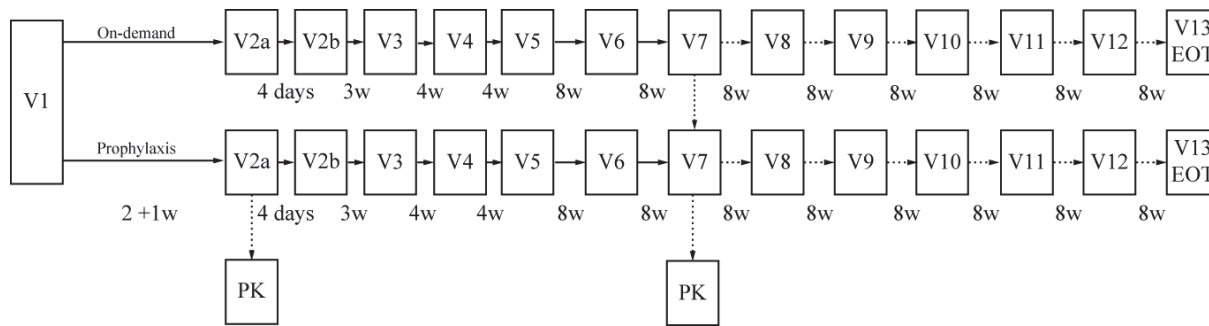 On-demand
V2a V2b V3 V4 V5 V6 V7 V8 V9 V10 V11 V12 V13
EOT
4 days 3w 4w 4w 8w 8w 8w 8w 8w 8w 8w 8w
V1
Prophylaxis
V2a V2b V3 V4 V5 V6 V7 V8 V9 V10 V11 V12 V13
EOT
2 +1w 4 days 3w 4w 4w 8w 8w 8w 8w 8w 8w 8w 8w
PK PK